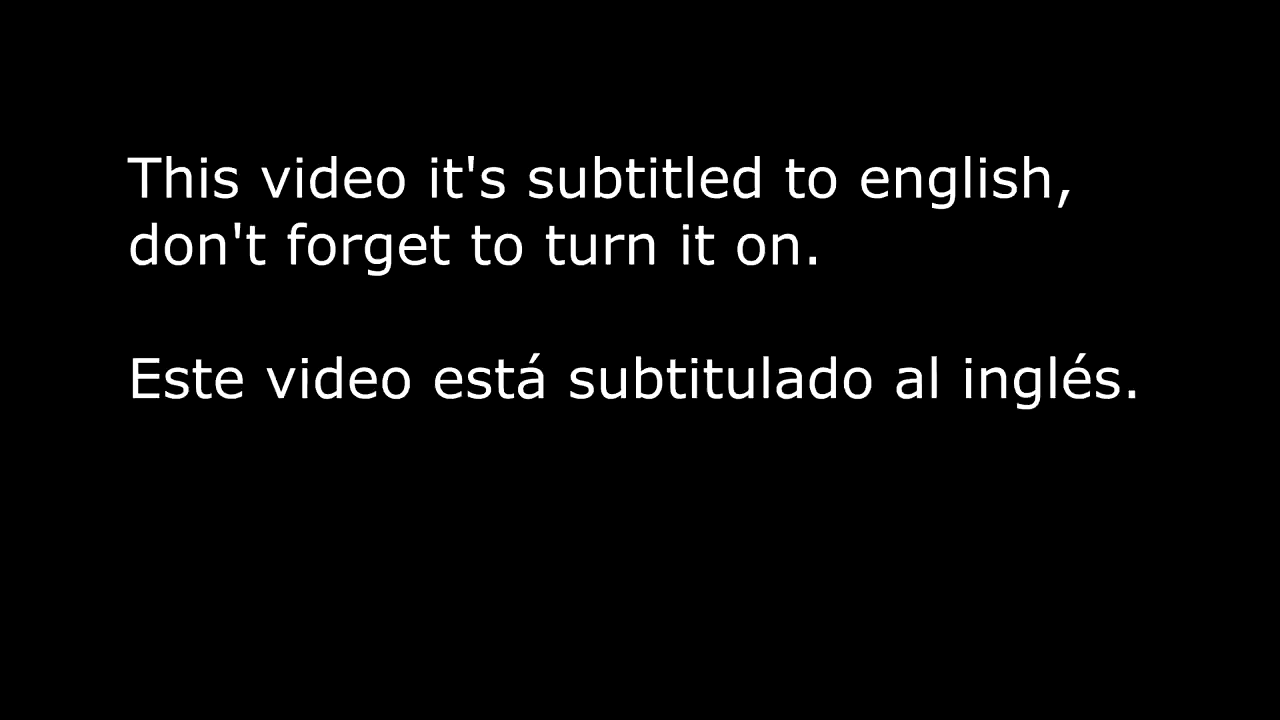 This video it's subtitled to english,
don't forget to turn it on.
Este video está subtitulado al inglés.